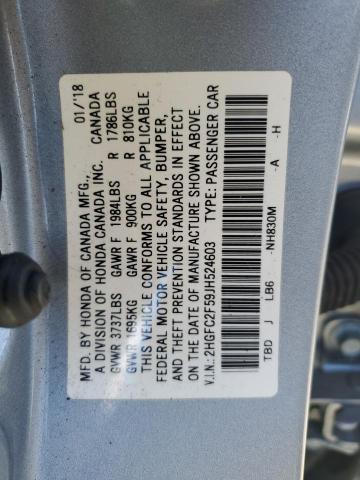 MFD. BY HONDA OF CANADA MFG., 01/'18
A DIVISION OF HONDA CANADA INC. CANADA
GVWR 3737LBS GAWR F 1984LBS R 1786LBS
GVWR 1695KG GAWR F 900KG R 810KG
THIS VEHICLE CONFORMS TO ALL APPLICABLE
FEDERAL MOTOR VEHICLE SAFETY, BUMPER,
AND THEFT PREVENTION STANDARDS IN EFFECT
ON THE DATE OF MANUFACTURE SHOWN ABOVE.
V.I.N.: 2HGFC2F59JH524603 TYPE: PASSENGER CAR
TBD J LB6 -NH830M -A -H